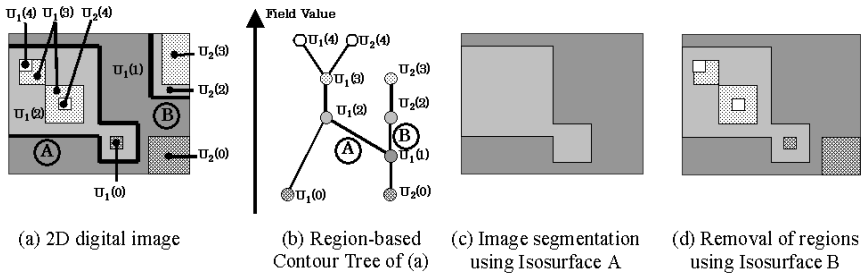 U1(4) U1(3) U2(4)
U2(3)
U1(1)
U2(2)
U1(2)
B
A
U2(0)
U1(0)
Field Value
U1(4) U2(4)
U1(3) U2(3)
U1(2) U2(2)
A B
U1(1)
U1(0) U2(0)
(a) 2D digital image
(b) Region-based
Contour Tree of (a)
(c) Image segmentation
using Isosurface A
(d) Removal of regions
using Isosurface B